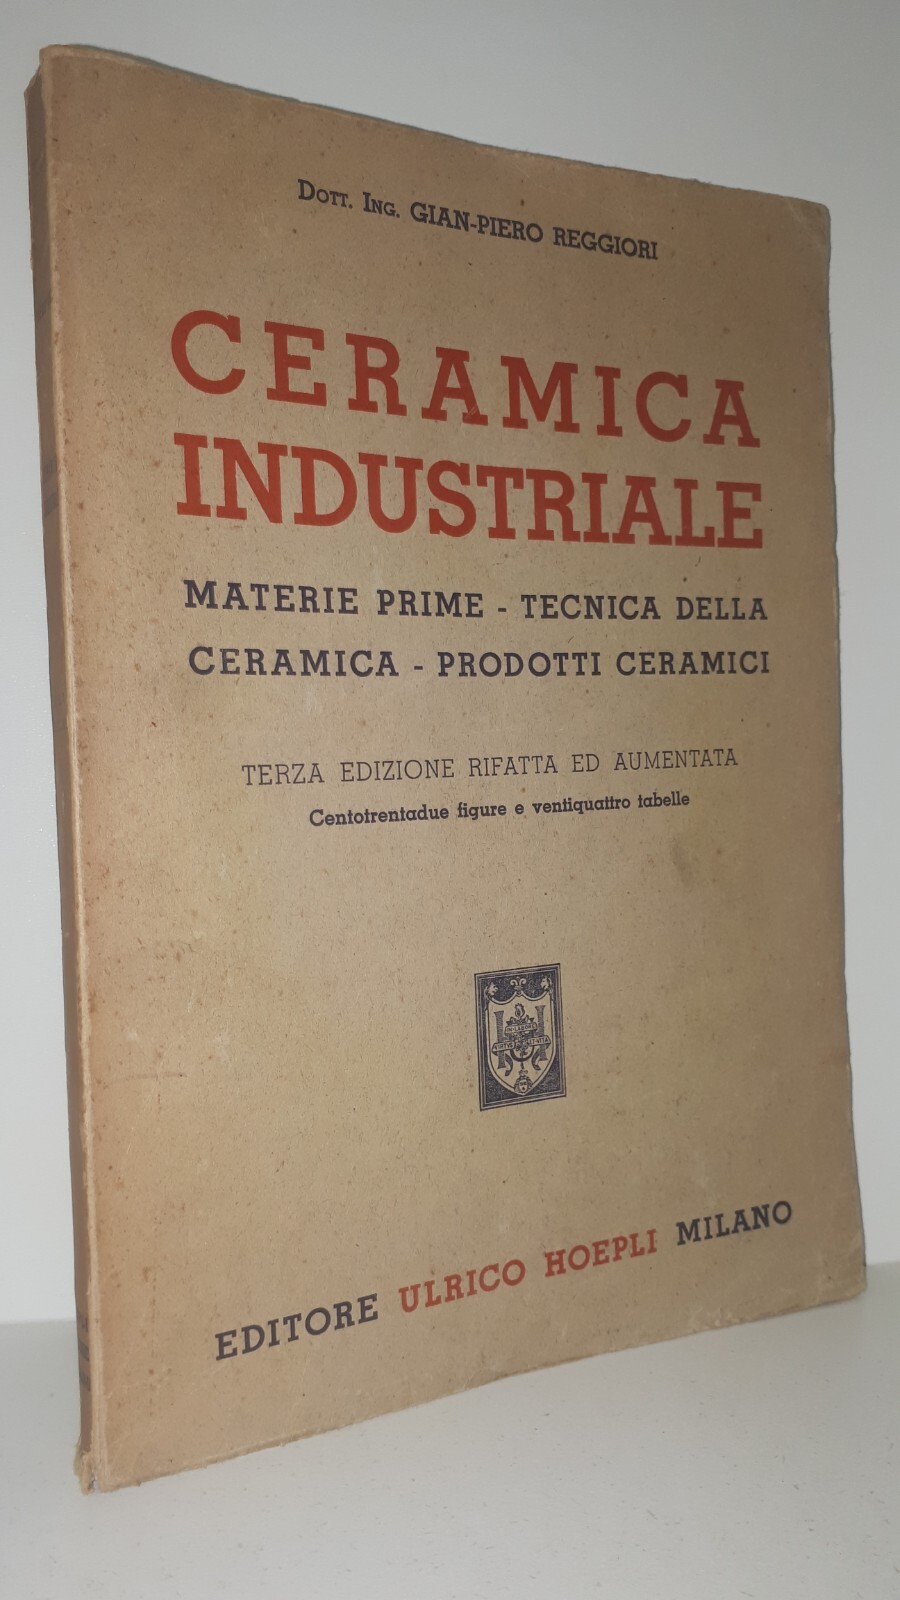 Dott. Ing. GIAN-PIERO REGGIORI
CERAMICA
INDUSTRIALE
MATERIE PRIME - TECNICA DELLA
CERAMICA - PRODOTTI CERAMICI
TERZA EDIZIONE RIFATTA ED AUMENTATA
Centotrentadue figure e ventiquattro tabelle
EDITORE ULRICO HOEPLI MILANO